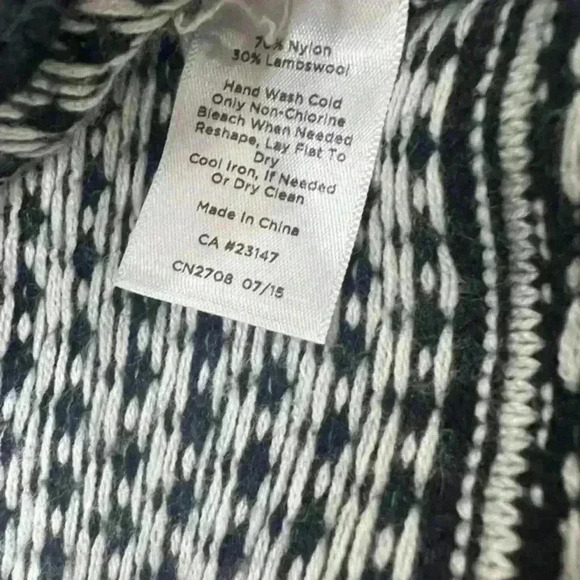 Nylon
30% Lambswool
Hand Wash Cold
Only Non-Chlorine
Bleach When Needed
Reshape, Lay Flat To
Dry
Cool Iron, If Needed
Or Dry Clean
Made In China
CA #23147
CN2708 07/15